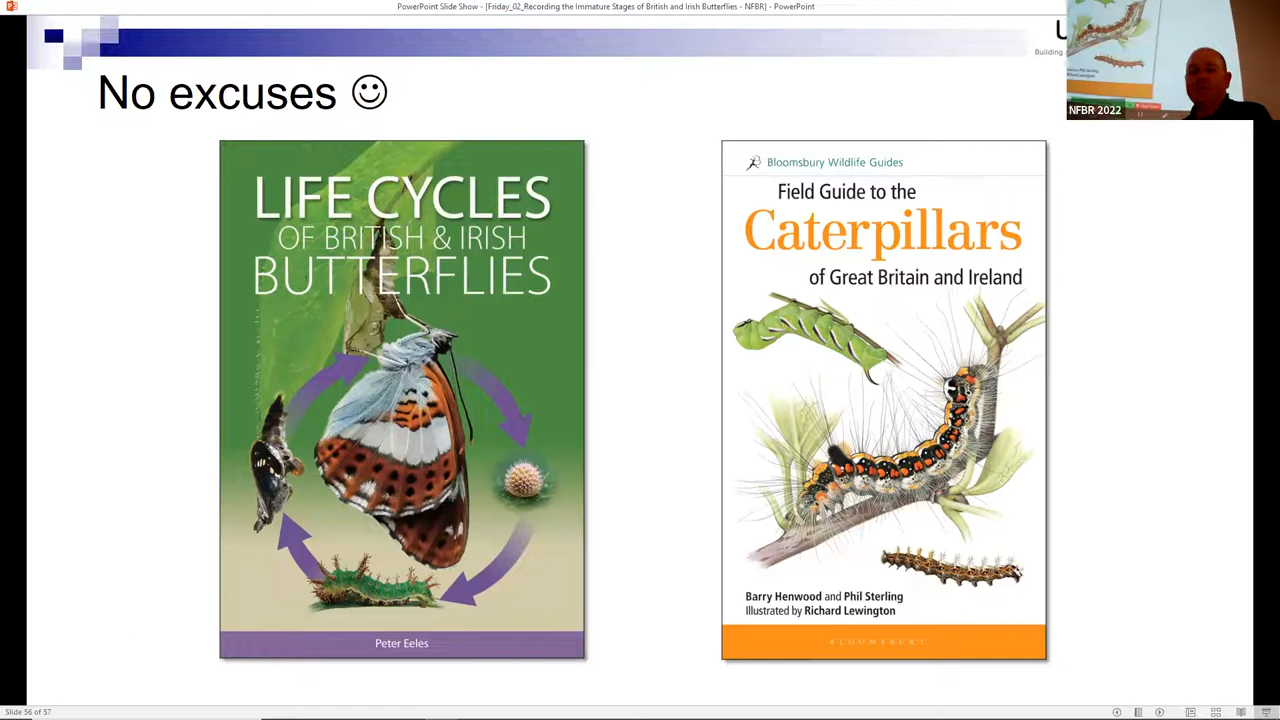 PowerPoint Slide Show - [Friday_02_Recording the Immature Stages of British and Irish Butterflies - NFBR] - PowerPoint
Building
NFBR 2022
No excuses ☺
LIFE CYCLES
OF BRITISH & IRISH
BUTTERFLIES
Peter Eeles
Bloomsbury Wildlife Guides
Field Guide to the
Caterpillars
of Great Britain and Ireland
Barry Henwood and Phil Sterling
Illustrated by Richard Lewington
BLOOMSBURY
Slide 56 of 57